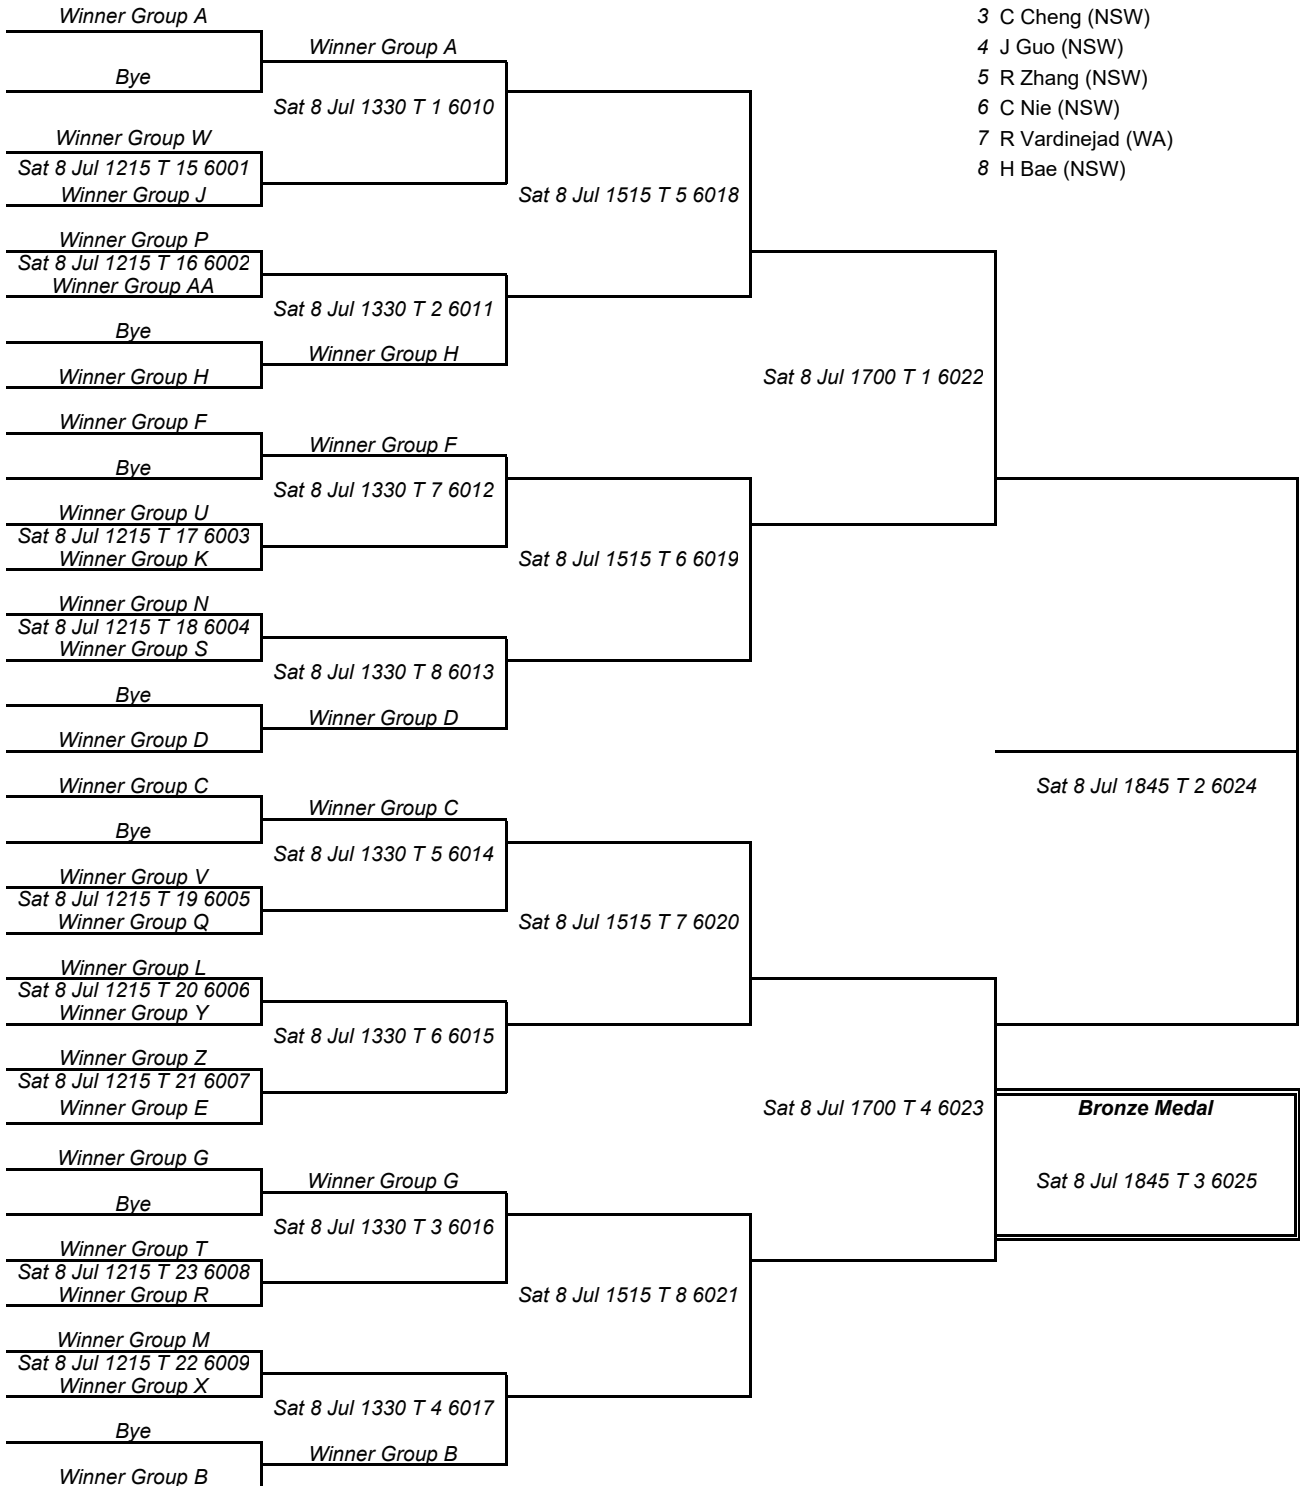 Winner Group A
3 C Cheng (NSW)
Winner Group A
4 J Guo (NSW)
Bye
5 R Zhang (NSW)
Sat 8 Jul 1330 T 1 6010
6 C Nie (NSW)
Winner Group W
7 R Vardinejad (WA)
Sat 8 Jul 1215 T 15 6001
8 H Bae (NSW)
Winner Group J
Sat 8 Jul 1515 T 5 6018
Winner Group P
Sat 8 Jul 1215 T 16 6002
Winner Group AA
Sat 8 Jul 1330 T 2 6011
Bye
Winner Group H
Winner Group H
Sat 8 Jul 1700 T 1 6022
Winner Group F
Winner Group F
Bye
Sat 8 Jul 1330 T 7 6012
Winner Group U
Sat 8 Jul 1215 T 17 6003
Winner Group K
Sat 8 Jul 1515 T 6 6019
Winner Group N
Sat 8 Jul 1215 T 18 6004
Winner Group S
Sat 8 Jul 1330 T 8 6013
Bye
Winner Group D
Winner Group D
Winner Group C
Sat 8 Jul 1845 T 2 6024
Winner Group C
Bye
Sat 8 Jul 1330 T 5 6014
Winner Group V
Sat 8 Jul 1215 T 19 6005
Winner Group Q
Sat 8 Jul 1515 T 7 6020
Winner Group L
Sat 8 Jul 1215 T 20 6006
Winner Group Y
Sat 8 Jul 1330 T 6 6015
Winner Group Z
Sat 8 Jul 1215 T 21 6007
Winner Group E
Sat 8 Jul 1700 T 4 6023
Bronze Medal
Winner Group G
Winner Group G
Sat 8 Jul 1845 T 3 6025
Bye
Sat 8 Jul 1330 T 3 6016
Winner Group T
Sat 8 Jul 1215 T 23 6008
Winner Group R
Sat 8 Jul 1515 T 8 6021
Winner Group M
Sat 8 Jul 1215 T 22 6009
Winner Group X
Sat 8 Jul 1330 T 4 6017
Bye
Winner Group B
Winner Group B